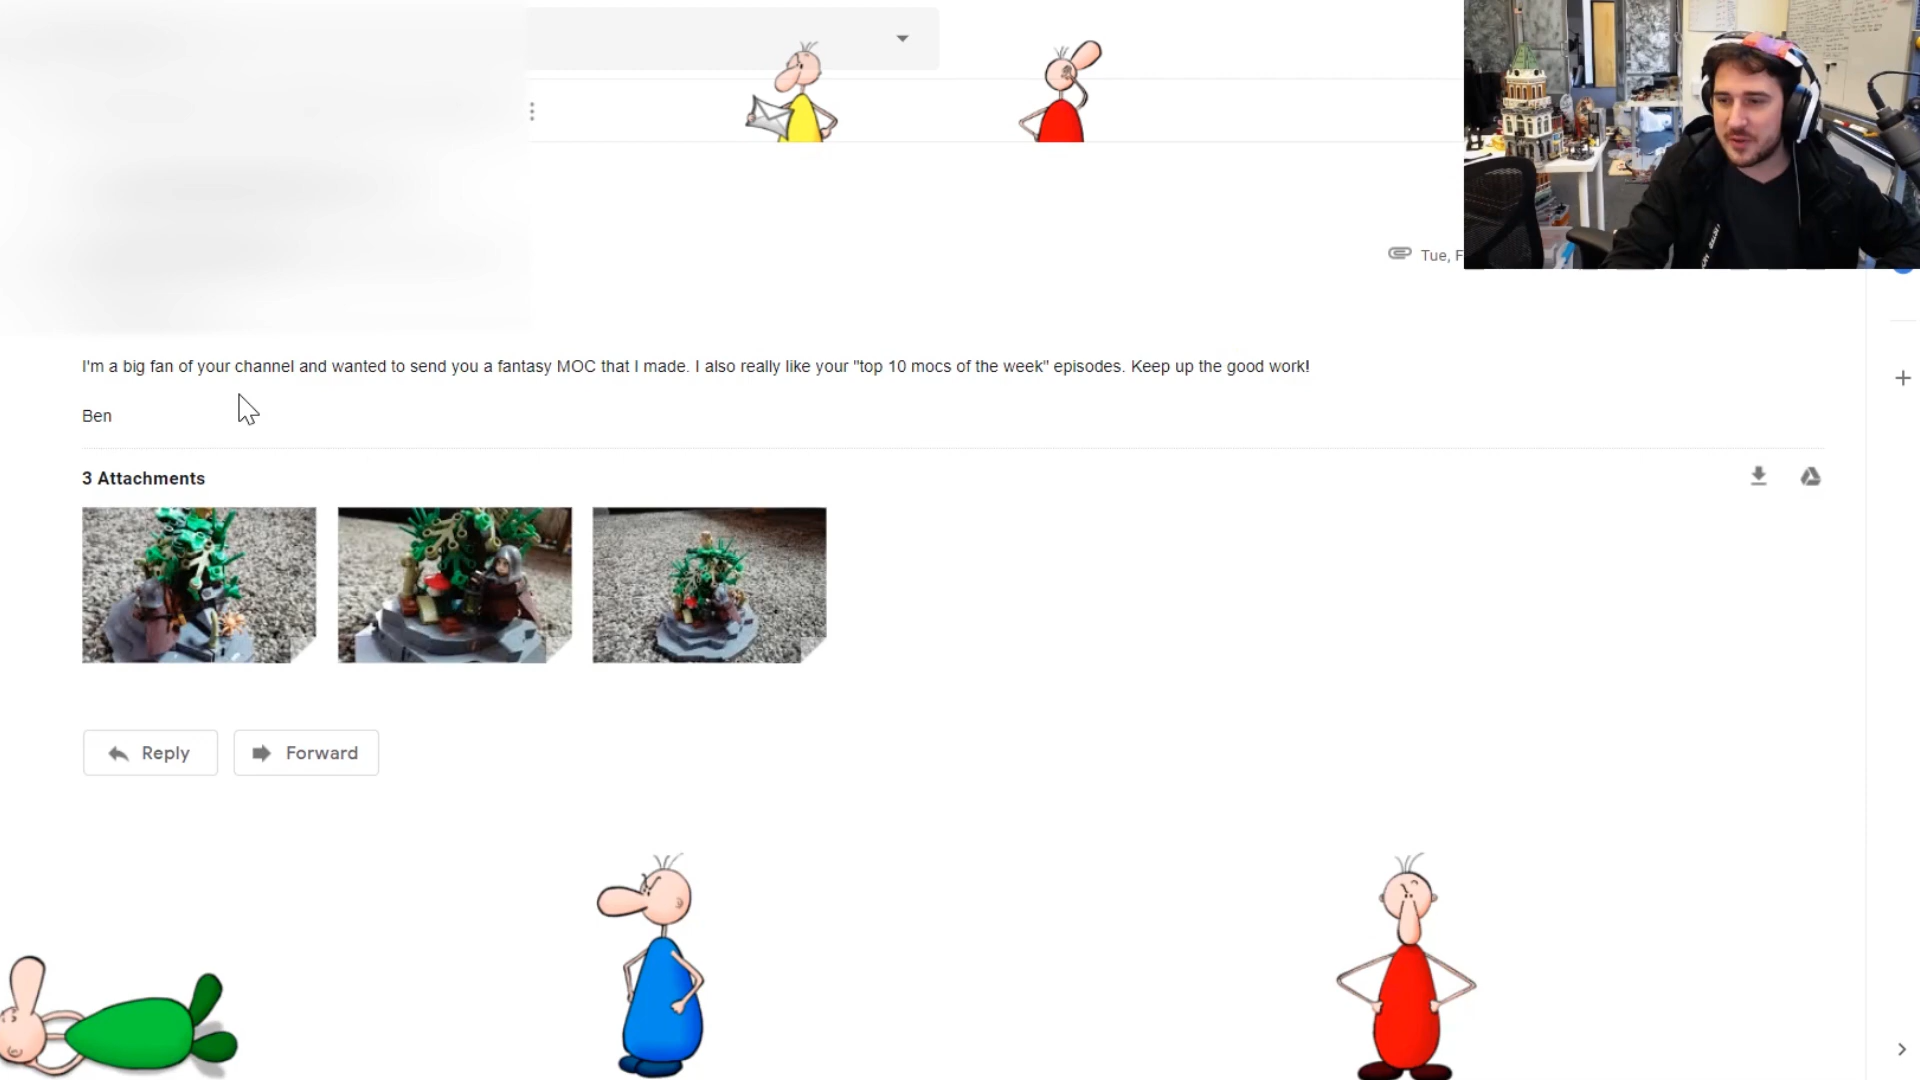 Tue, F
I'm a big fan of your channel and wanted to send you a fantasy MOC that I made. I also really like your "top 10 mocs of the week" episodes. Keep up the good work!
Ben
3 Attachments
Reply
Forward